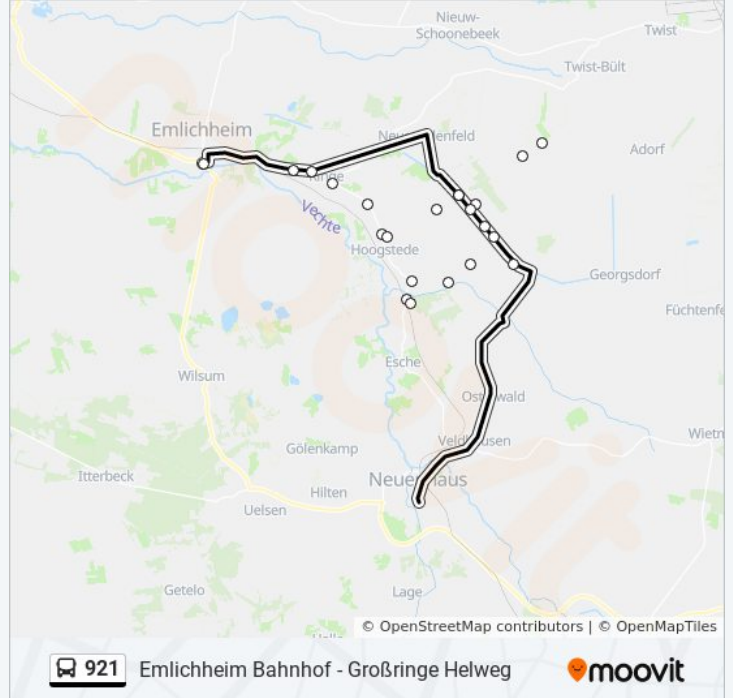 Neuw-
Schoonebeek
Twist
Twist-Bült
Emlichheim
Adorf
Vechte
Hoogstede
Georgsdorf
Esche
Wilsum
Gölenkamp
Itterbeck
Hilten
Uelsen
Getelo
Lage
© OpenStreetMap contributors | © OpenMapTiles
921 Emlichheim Bahnhof - Großringe Helweg
moovit